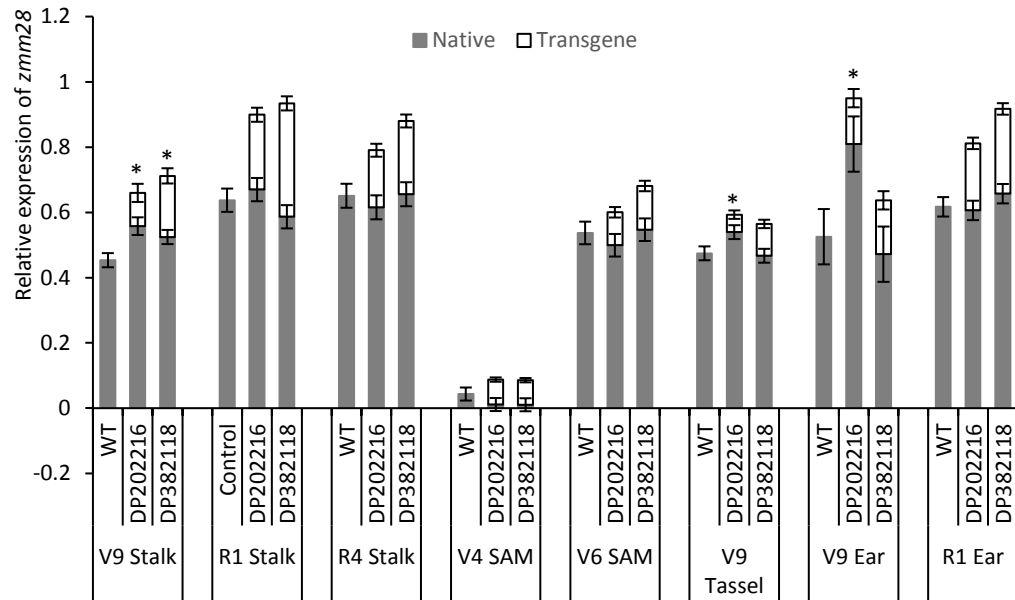 Relative expression of zmm28
1.2
1
0.8
0.6
0.4
0.2
0
-0.2
Native Transgene
* * * *
WT DP202216 DP382118
Control DP202216 DP382118
WT DP202216 DP382118
WT DP202216 DP382118
WT DP202216 DP382118
WT DP202216 DP382118
WT DP202216 DP382118
WT DP202216 DP382118
V9 Stalk R1 Stalk R4 Stalk V4 SAM V6 SAM V9 Tassel V9 Ear R1 Ear